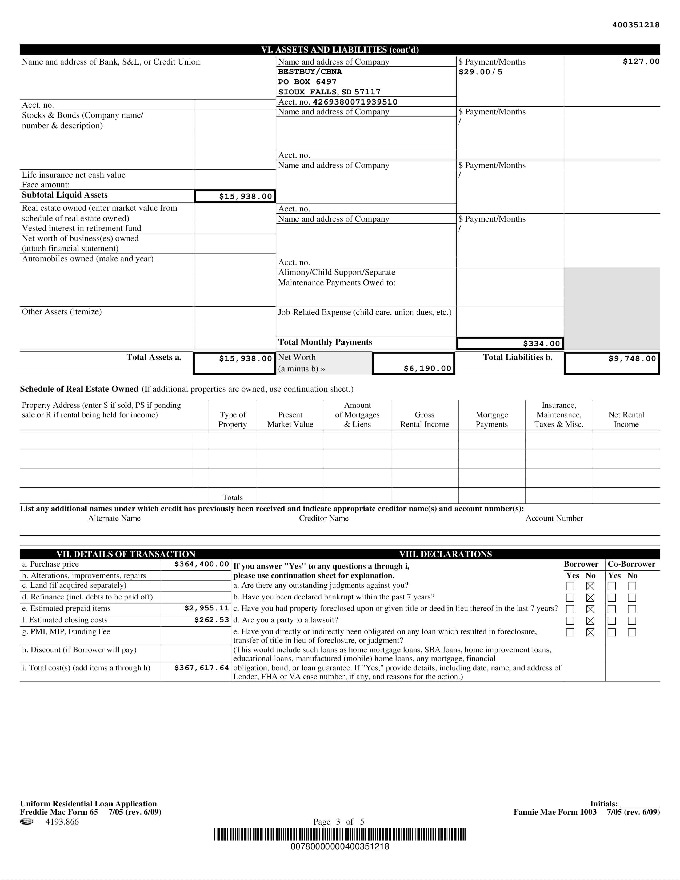 400351218
VI. ASSETS AND LIABILITIES (cont'd)
Name and address of Bank, S&L, or Credit Union
Acct. no.
Stocks & Bonds (Company name/
number & description)
Life insurance net cash value
Face amount:
Subtotal Liquid Assets $15,938.00
Real estate owned (enter market value from
schedule of real estate owned)
Vested interest in retirement fund
Net worth of business(es) owned
(attach financial statement)
Automobiles owned (make and year)
Other Assets (itemize)
Total Assets a. $15,938.00
Name and address of Company $ Payment/Months $127.00
BESTBUY/CBNA $29.00/5
PO BOX 6497
SIOUX FALLS, SD 57117
Acct. no. 4269380071939510
Name and address of Company $ Payment/Months
/
Acct. no.
Name and address of Company $ Payment/Months
/
Acct. no.
Name and address of Company $ Payment/Months
/
Acct. no.
Alimony/Child Support/Separate
Maintenance Payments Owed to:
Job-Related Expense (child care, union dues, etc.)
Total Monthly Payments $334.00
Net Worth
(a minus b) » $6,190.00
Total Liabilities b. $9,748.00
Schedule of Real Estate Owned (If additional properties are owned, use continuation sheet.)
Property Address (enter S if sold, PS if pending
sale or R if rental being held for income)
Type of
Property
Present
Market Value
Amount
of Mortgages
& Liens
Gross
Rental Income
Mortgage
Payments
Insurance,
Maintenance,
Taxes & Misc.
Net Rental
Income
Totals
List any additional names under which credit has previously been received and indicate appropriate creditor name(s) and account number(s):
Alternate Name Creditor Name Account Number
VII. DETAILS OF TRANSACTION
a. Purchase price $364,400.00
b. Alterations, improvements, repairs
c. Land (if acquired separately)
d. Refinance (incl. debts to be paid off)
e. Estimated prepaid items $2,955.11
f. Estimated closing costs $262.53
g. PMI, MIP, Funding Fee
h. Discount (if Borrower will pay)
i. Total cost(s) (add items a through h) $367,617.64
VIII. DECLARATIONS
If you answer "Yes" to any questions a through i, Borrower Co-Borrower
please use continuation sheet for explanation. Yes No Yes No
a. Are there any outstanding judgments against you?
b. Have you been declared bankrupt within the past 7 years?
c. Have you had property foreclosed upon or given title or deed in lieu thereof in the last 7 years?
d. Are you a party to a lawsuit?
e. Have you directly or indirectly been obligated on any loan which resulted in foreclosure,
transfer of title in lieu of foreclosure, or judgment?
(This would include such loans as home mortgage loans, SBA loans, home improvement loans,
educational loans, manufactured (mobile) home loans, any mortgage, financial
obligation, bond, or loan guarantee. If "Yes," provide details, including date, name, and address of
Lender, FHA or VA case number, if any, and reasons for the action.)
Uniform Residential Loan Application Initials:
Freddie Mac Form 65 7/05 (rev. 6/09) Fannie Mae Form 1003 7/05 (rev. 6/09)
4193.866 Page 3 of 5
00780000000400351218